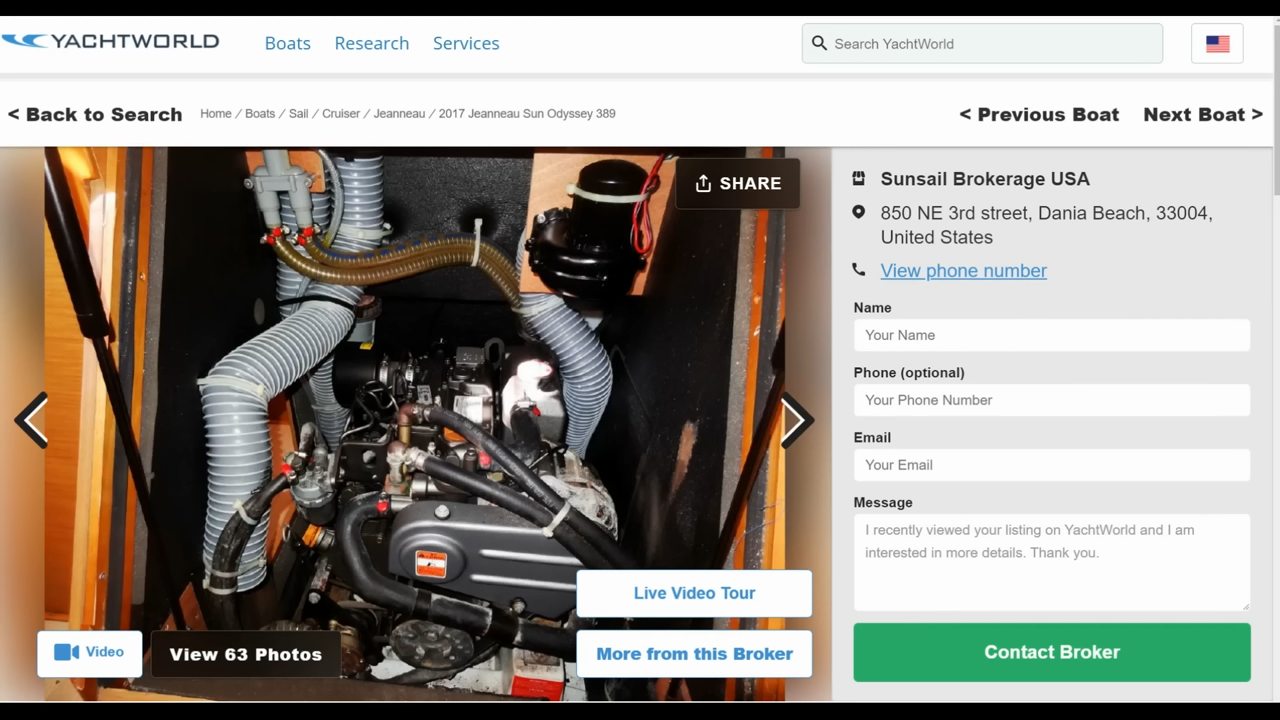 YACHTWORLD
Boats
Research
Services
Search YachtWorld
< Back to Search
Home / Boats / Sail / Cruiser / Jeanneau / 2017 Jeanneau Sun Odyssey 389
< Previous Boat
Next Boat >
SHARE
Sunsail Brokerage USA
850 NE 3rd street, Dania Beach, 33004,
United States
View phone number
Name
Your Name
Phone (optional)
Your Phone Number
Email
Your Email
Message
I recently viewed your listing on YachtWorld and I am
interested in more details. Thank you.
Live Video Tour
Video
View 63 Photos
More from this Broker
Contact Broker